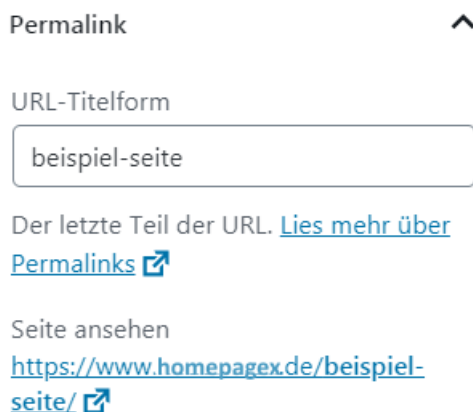 Permalink
URL-Titelform
beispiel-seite
Der letzte Teil der URL. Lies mehr über
Permalinks
Seite ansehen
https://www.homepagex.de/beispiel-
seite/